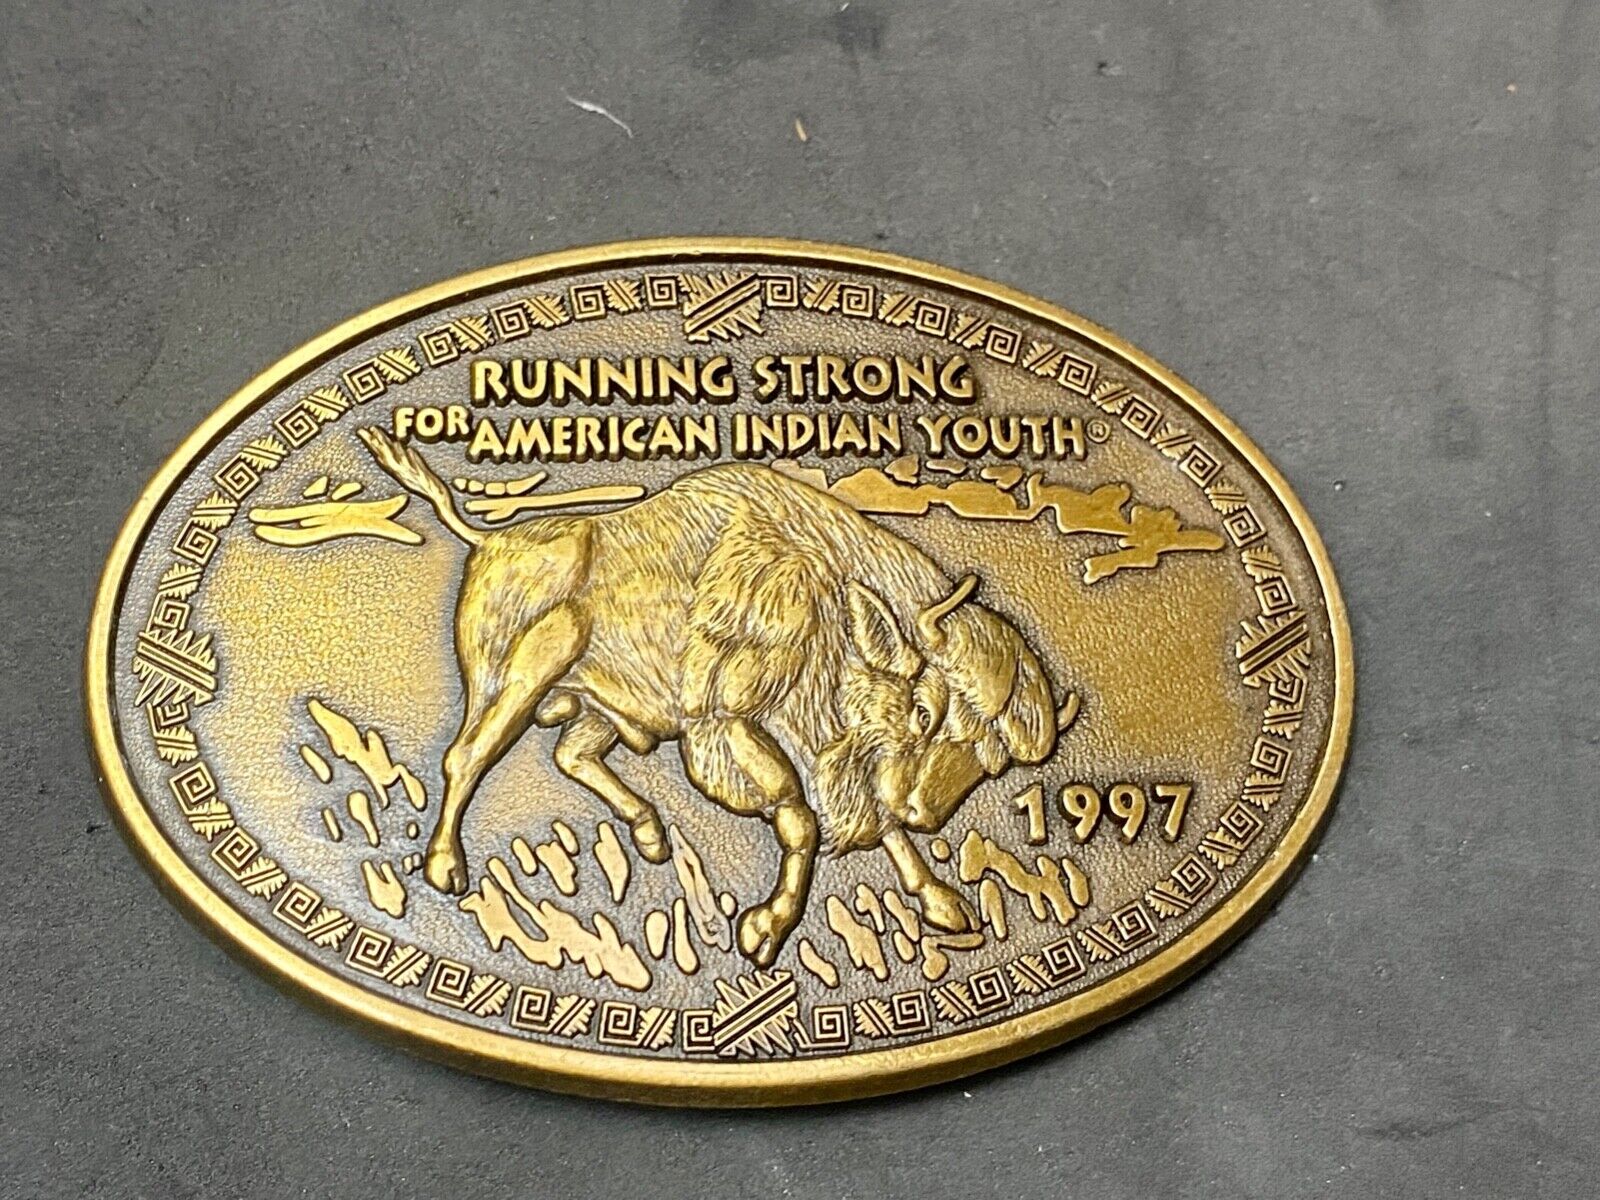 RUNNING STRONG
FOR AMERICAN INDIAN YOUTH®
1997